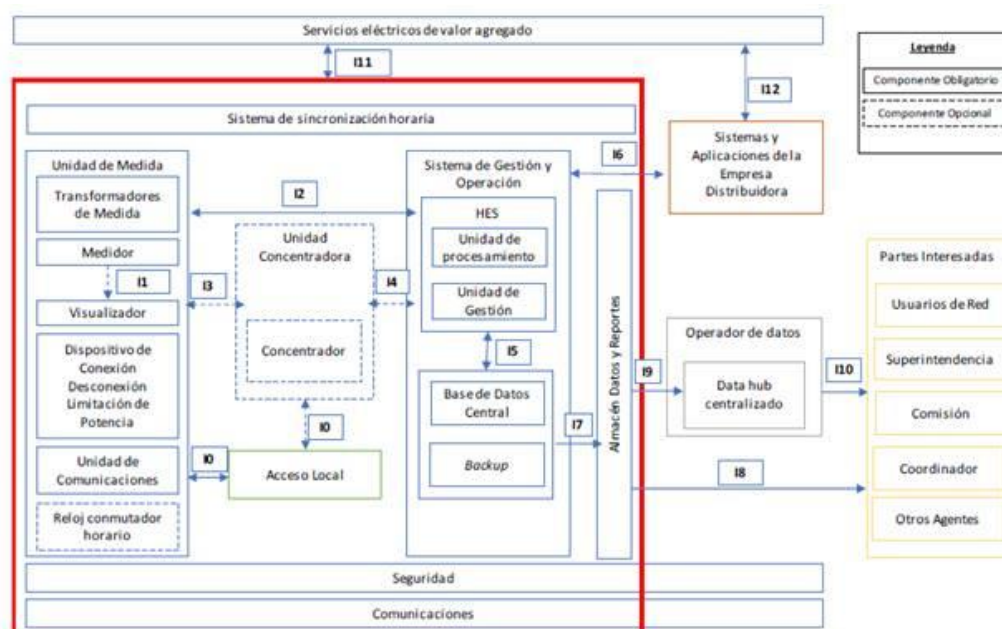 Servicios eléctricos de valor agregado
I11
I12
Leyenda
Componente Obligatorio
Componente Opcional
Sistema de sincronización horaria
Sistemas y
Aplicaciones de la
Empresa
Distribuidora
I6
Unidad de Medida
Transformadores
de Medida
Medidor
I1
Visualizador
Dispositivo de
Conexión
Desconexión
Limitación de
Potencia
Unidad de
Comunicaciones
Reloj conmutador
horario
I2
I3
Unidad
Concentradora
Concentrador
I4
I0
I0
Acceso Local
Sistema de Gestión y
Operación
HES
Unidad de
procesamiento
Unidad de
Gestión
I5
Base de Datos
Central
Backup
I7
Almacén Datos y Reportes
I9
Operador de datos
Data hub
centralizado
I10
I8
Partes Interesadas
Usuarios de Red
Superintendencia
Comisión
Coordinador
Otros Agentes
Seguridad
Comunicaciones